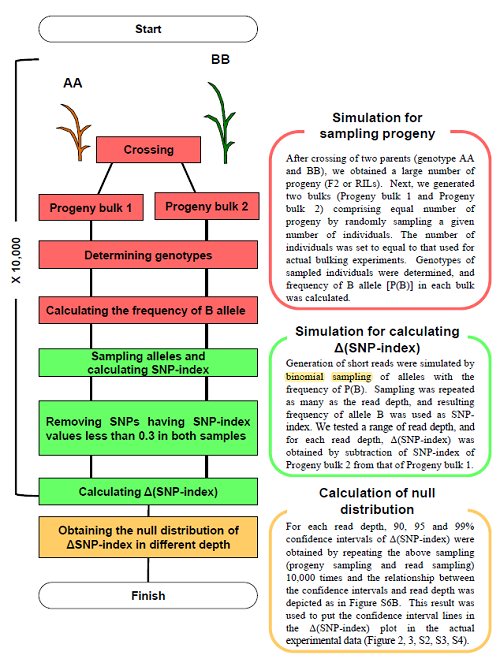 Start
AA
BB
Crossing
Progeny bulk 1
Progeny bulk 2
Determining genotypes
Calculating the frequency of B allele
Sampling alleles and
calculating SNP-index
Removing SNPs having SNP-index
values less than 0.3 in both samples
Calculating Δ(SNP-index)
Obtaining the null distribution of
ΔSNP-index in different depth
Finish
X 10,000
Simulation for
sampling progeny
After crossing of two parents (genotype AA
and BB), we obtained a large number of
progeny (F2 or RILs). Next, we generated
two bulks (Progeny bulk 1 and Progeny
bulk 2) comprising equal number of
progeny by randomly sampling a given
number of individuals. The number of
individuals was set to equal to that used for
actual bulking experiments. Genotypes of
sampled individuals were determined, and
frequency of B allele [P(B)] in each bulk
was calculated.
Simulation for calculating
Δ(SNP-index)
Generation of short reads were simulated by
binomial sampling of alleles with the
frequency of P(B). Sampling was repeated
as many as the read depth, and resulting
frequency of allele B was used as SNP-
index. We tested a range of read depth, and
for each read depth, Δ(SNP-index) was
obtained by subtraction of SNP-index of
Progeny bulk 2 from that of Progeny bulk 1.
Calculation of null
distribution
For each read depth, 90, 95 and 99%
confidence intervals of Δ(SNP-index) were
obtained by repeating the above sampling
(progeny sampling and read sampling)
10,000 times and the relationship between
the confidence intervals and read depth was
depicted as in Figure S6B. This result was
used to put the confidence interval lines in
the Δ(SNP-index) plot in the actual
experimental data (Figure 2, 3, S2, S3, S4).